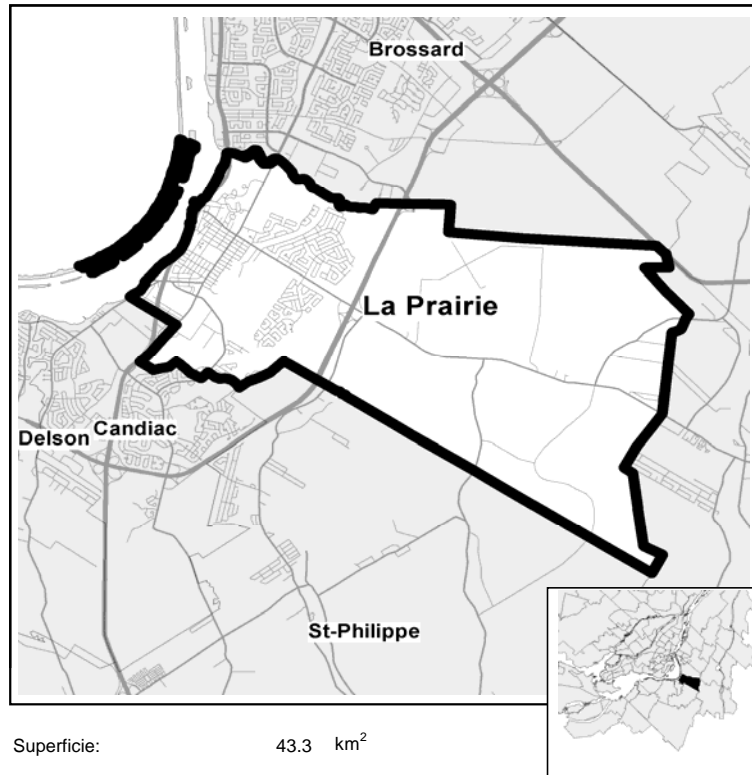 Brossard
La Prairie
Delson
Candiac
St-Philippe
Superficie: 43.3 km²